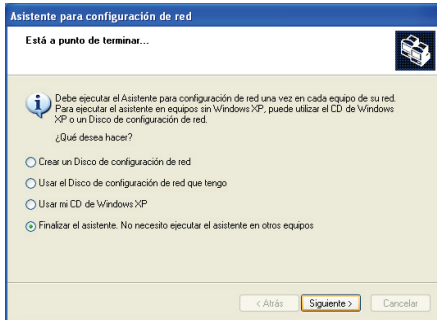 Asistente para configuración de red
Está a punto de terminar...
Debe ejecutar el Asistente para configuración de red una vez en cada equipo de su red.
Para ejecutar el asistente en equipos sin Windows XP, puede utilizar el CD de Windows
XP o un Disco de configuración de red.
¿Qué desea hacer?
Crear un Disco de configuración de red
Usar el Disco de configuración de red que tengo
Usar mi CD de Windows XP
Finalizar el asistente. No necesito ejecutar el asistente en otros equipos
< Atrás
Siguiente >
Cancelar